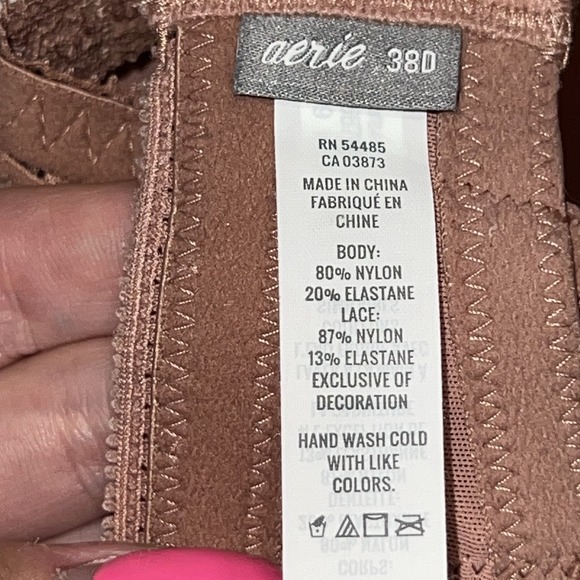 aerie 38D
RN 54485
CA 03873
MADE IN CHINA
FABRIQUÉ EN
CHINE
BODY:
80% NYLON
20% ELASTANE
LACE:
87% NYLON
13% ELASTANE
EXCLUSIVE OF
DECORATION
HAND WASH COLD
WITH LIKE
COLORS.